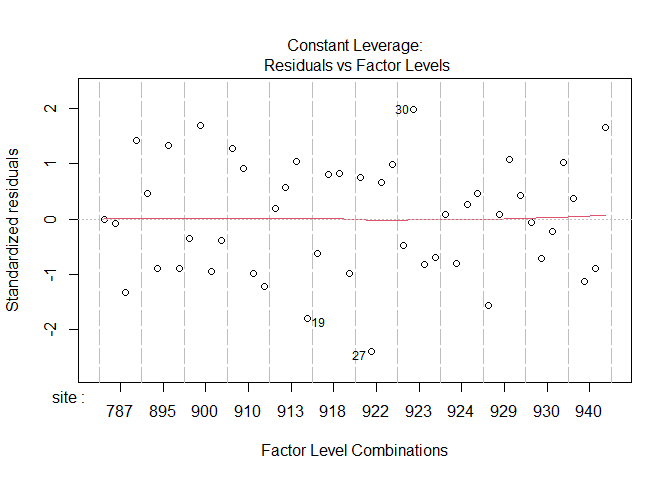 Constant Leverage:
Residuals vs Factor Levels
Standardized residuals
2
1
0
-1
-2
30
19
27
site :
787 895 900 910 913 918 922 923 924 929 930 940
Factor Level Combinations